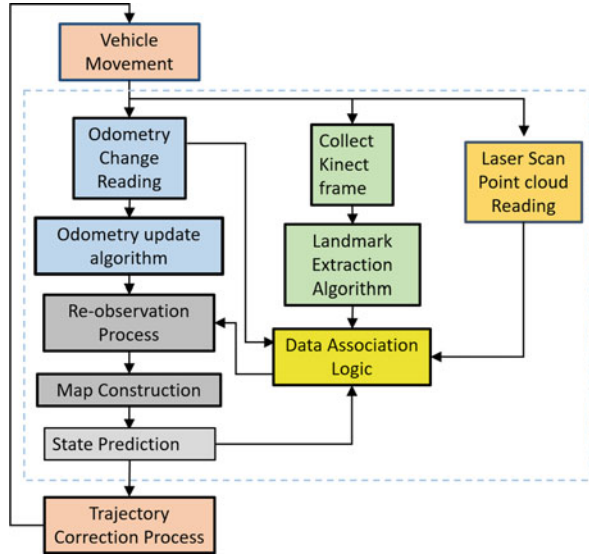 Vehicle
Movement
Odometry
Change
Reading
Collect
Kinect
frame
Laser Scan
Point cloud
Reading
Odometry update
algorithm
Landmark
Extraction
Algorithm
Re-observation
Process
Data Association
Logic
Map Construction
State Prediction
Trajectory
Correction Process